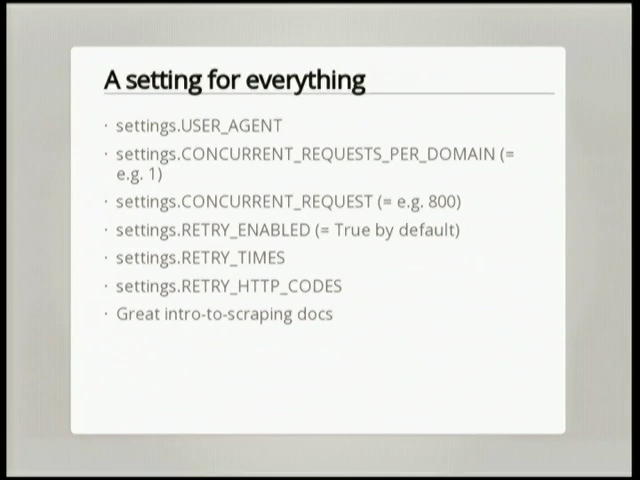 A setting for everything
· settings.USER_AGENT
· settings.CONCURRENT_REQUESTS_PER_DOMAIN (=
e.g. 1)
· settings.CONCURRENT_REQUEST (= e.g. 800)
· settings.RETRY_ENABLED (= True by default)
· settings.RETRY_TIMES
· settings.RETRY_HTTP_CODES
· Great intro-to-scraping docs